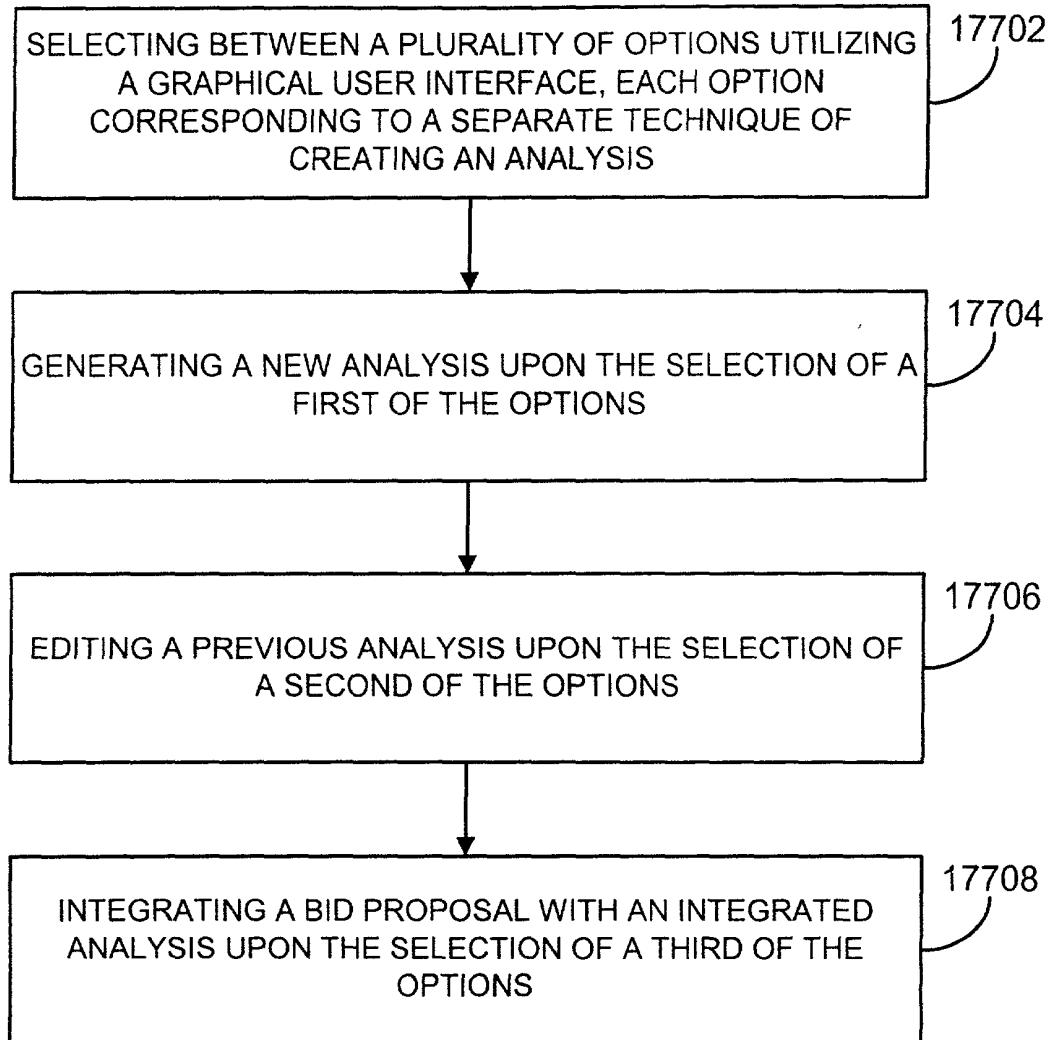 SELECTING BETWEEN A PLURALITY OF OPTIONS UTILIZING
A GRAPHICAL USER INTERFACE, EACH OPTION
CORRESPONDING TO A SEPARATE TECHNIQUE OF
CREATING AN ANALYSIS
17702
GENERATING A NEW ANALYSIS UPON THE SELECTION OF A
FIRST OF THE OPTIONS
17704
EDITING A PREVIOUS ANALYSIS UPON THE SELECTION OF
A SECOND OF THE OPTIONS
17706
INTEGRATING A BID PROPOSAL WITH AN INTEGRATED
ANALYSIS UPON THE SELECTION OF A THIRD OF THE
OPTIONS
17708